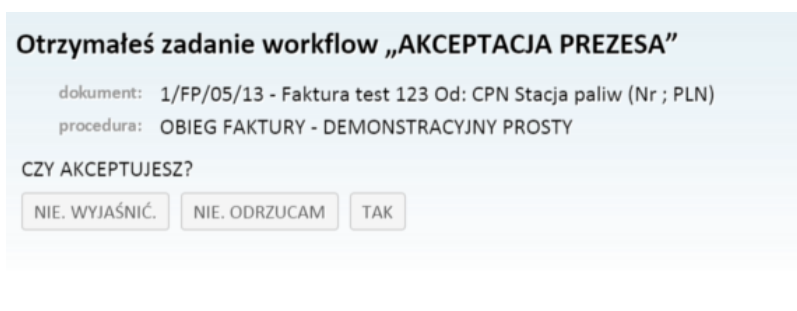 Otrzymałeś zadanie workflow „AKCEPTACJA PREZESA”
dokument: 1/FP/05/13 - Faktura test 123 Od: CPN Stacja paliw (Nr ; PLN)
procedura: OBIEG FAKTURY - DEMONSTRACYJNY PROSTY
CZY AKCEPTUJESZ?
NIE. WYJAŚNIĆ. NIE. ODRZUCAM TAK